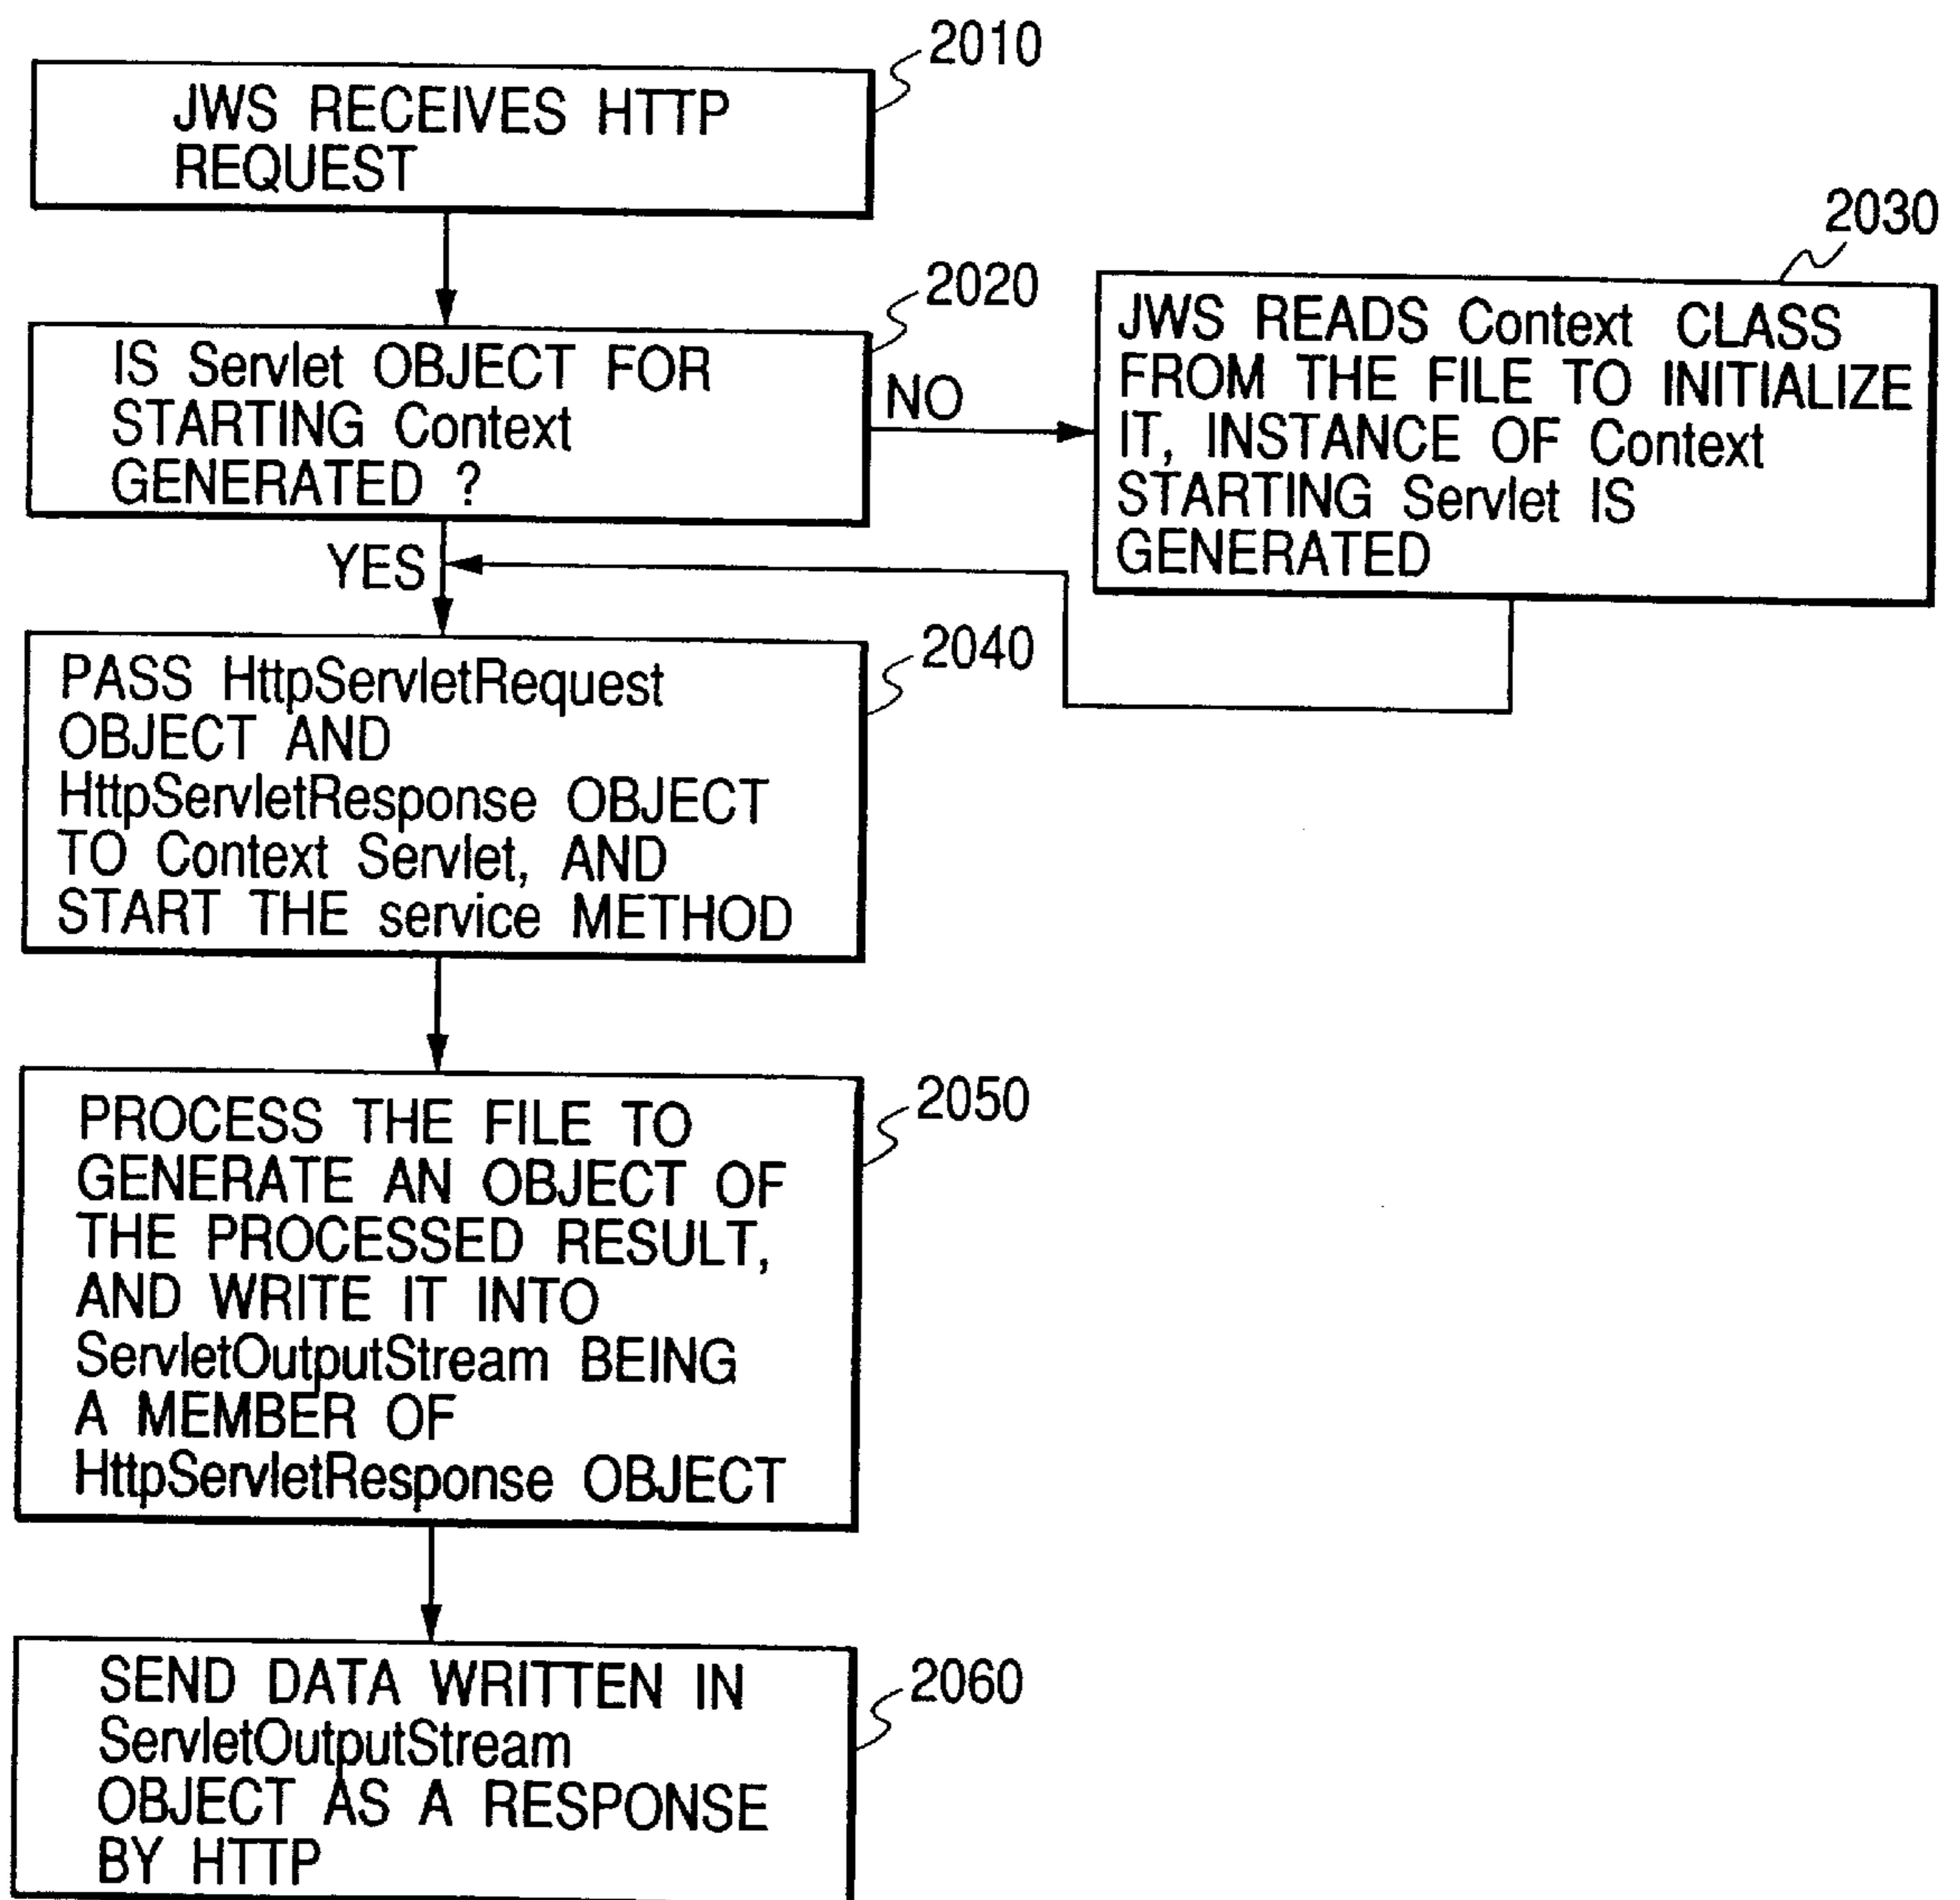 2010
JWS RECEIVES HTTP
REQUEST
2020
IS Servlet OBJECT FOR
STARTING Context
GENERATED ?
NO
YES
2030
JWS READS Context CLASS
FROM THE FILE TO INITIALIZE
IT, INSTANCE OF Context
STARTING Servlet IS
GENERATED
2040
PASS HttpServletRequest
OBJECT AND
HttpServletResponse OBJECT
TO Context Servlet, AND
START THE service METHOD
2050
PROCESS THE FILE TO
GENERATE AN OBJECT OF
THE PROCESSED RESULT,
AND WRITE IT INTO
ServletOutputStream BEING
A MEMBER OF
HttpServletResponse OBJECT
2060
SEND DATA WRITTEN IN
ServletOutputStream
OBJECT AS A RESPONSE
BY HTTP